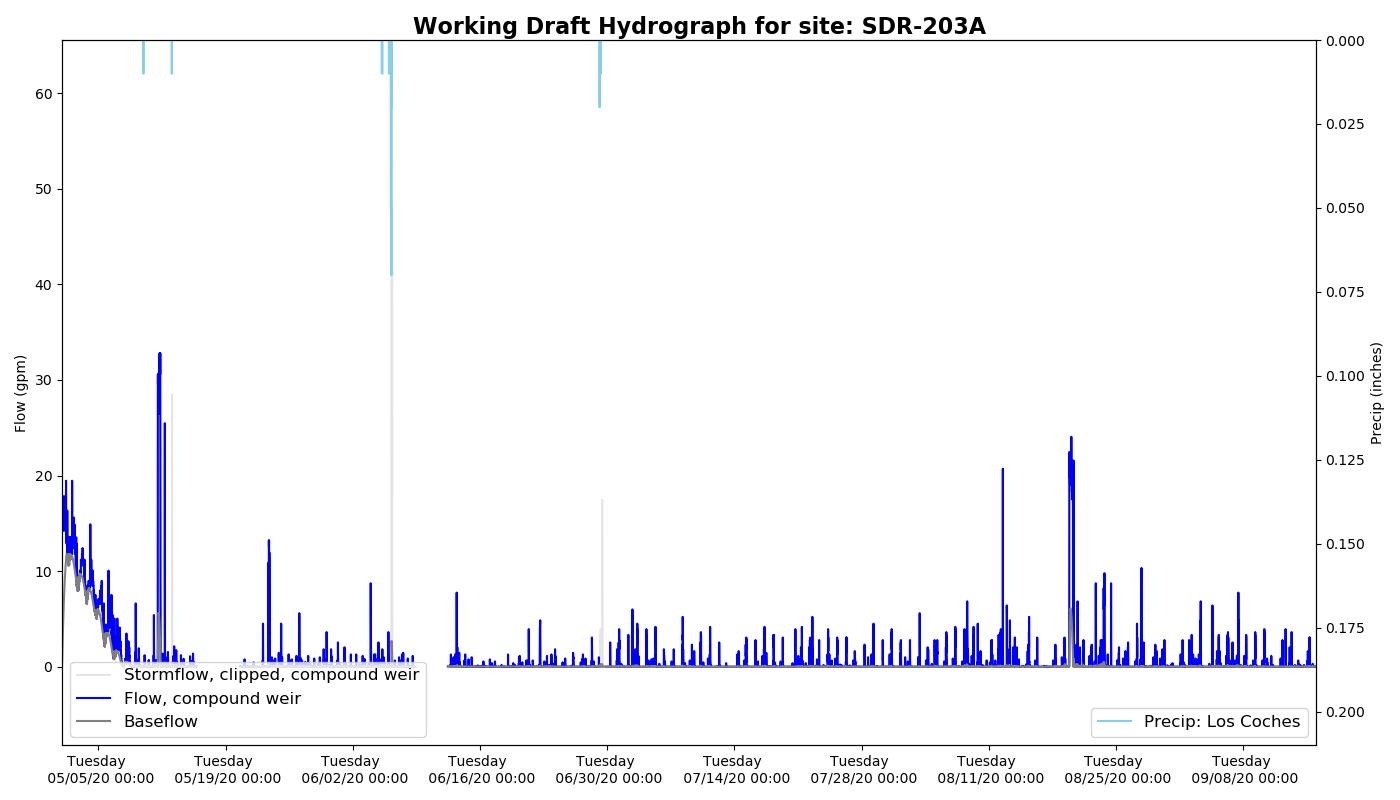 Working Draft Hydrograph for site: SDR-203A
Flow (gpm)
60
50
40
30
20
10
0
0.000
0.025
0.050
0.075
0.100
0.125
0.150
0.175
0.200
Precip (inches)
Stormflow, clipped, compound weir
Flow, compound weir
Baseflow
Precip: Los Coches
Tuesday
05/05/20 00:00
Tuesday
05/19/20 00:00
Tuesday
06/02/20 00:00
Tuesday
06/16/20 00:00
Tuesday
06/30/20 00:00
Tuesday
07/14/20 00:00
Tuesday
07/28/20 00:00
Tuesday
08/11/20 00:00
Tuesday
08/25/20 00:00
Tuesday
09/08/20 00:00